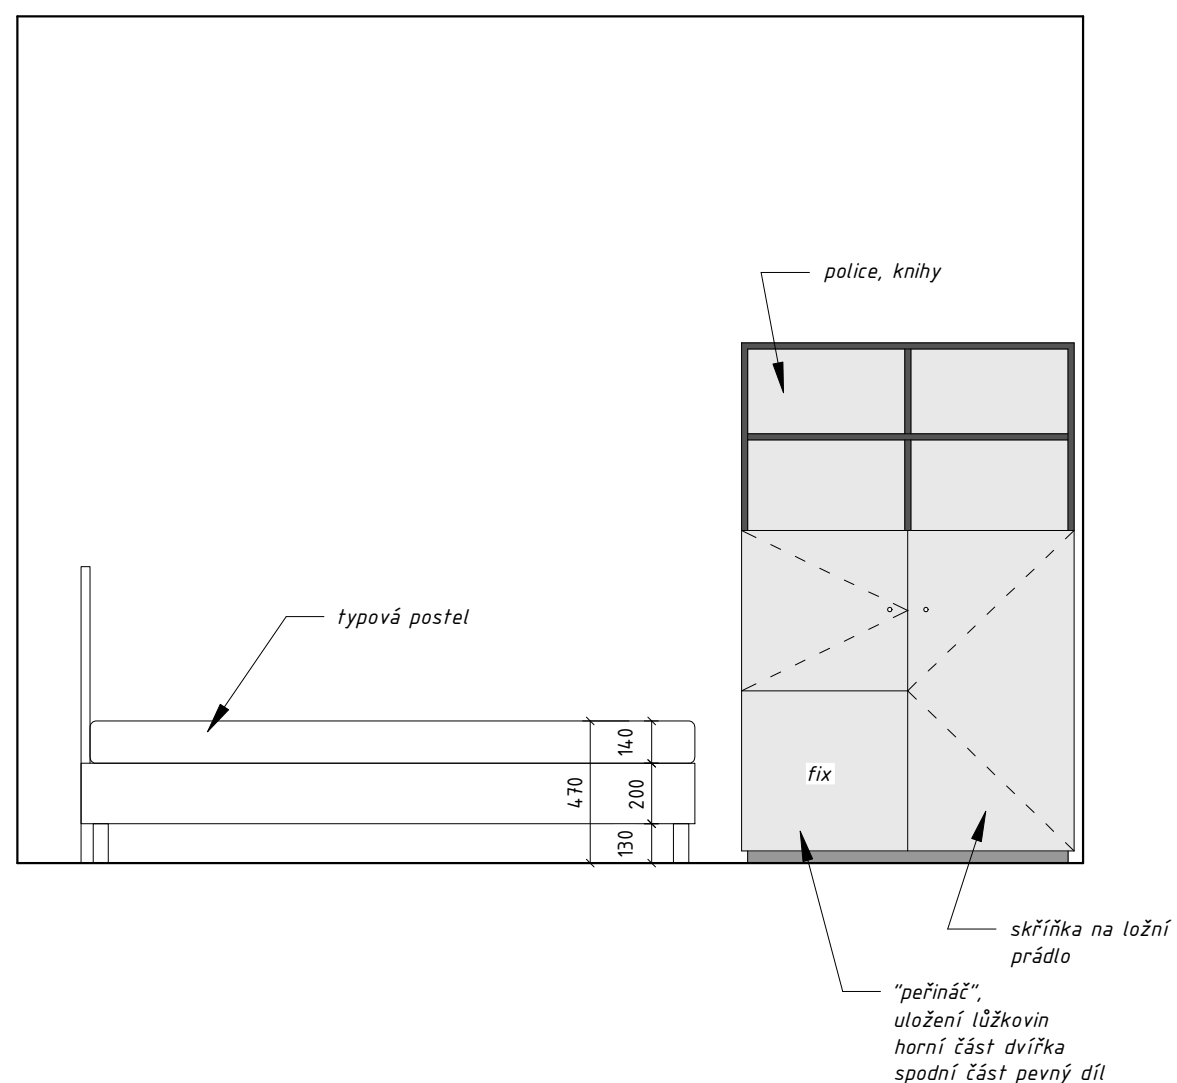 police, knihy
typová postel
140
470
200
130
fix
skříňka na ložní
prádlo
"peřináč",
uložení lůžkovin
horní část dvířka
spodní část pevný díl